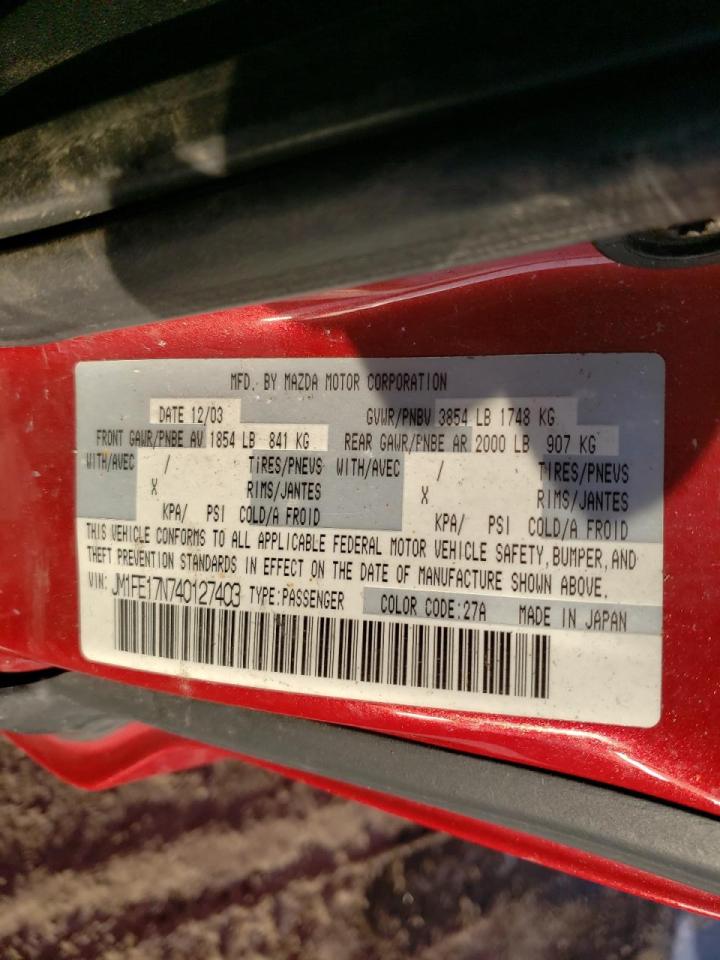 MFD. BY MAZDA MOTOR CORPORATION
DATE 12/03 GVWR/PNBV 3854 LB 1748 KG
FRONT GAWR/PNBE AV 1854 LB 841 KG REAR GAWR/PNBE AR 2000 LB 907 KG
WITH/AVEC / TIRES/PNEVS WITH/AVEC / TIRES/PNEVS
X RIMS/JANTES X RIMS/JANTES
KPA/ PSI COLD/A FROID KPA/ PSI COLD/A FROID
THIS VEHICLE CONFORMS TO ALL APPLICABLE FEDERAL MOTOR VEHICLE SAFETY, BUMPER, AND
THEFT PREVENTION STANDARDS IN EFFECT ON THE DATE OF MANUFACTURE SHOWN ABOVE.
VIN: JM1FE17N740127403 TYPE:PASSENGER COLOR CODE:27A MADE IN JAPAN